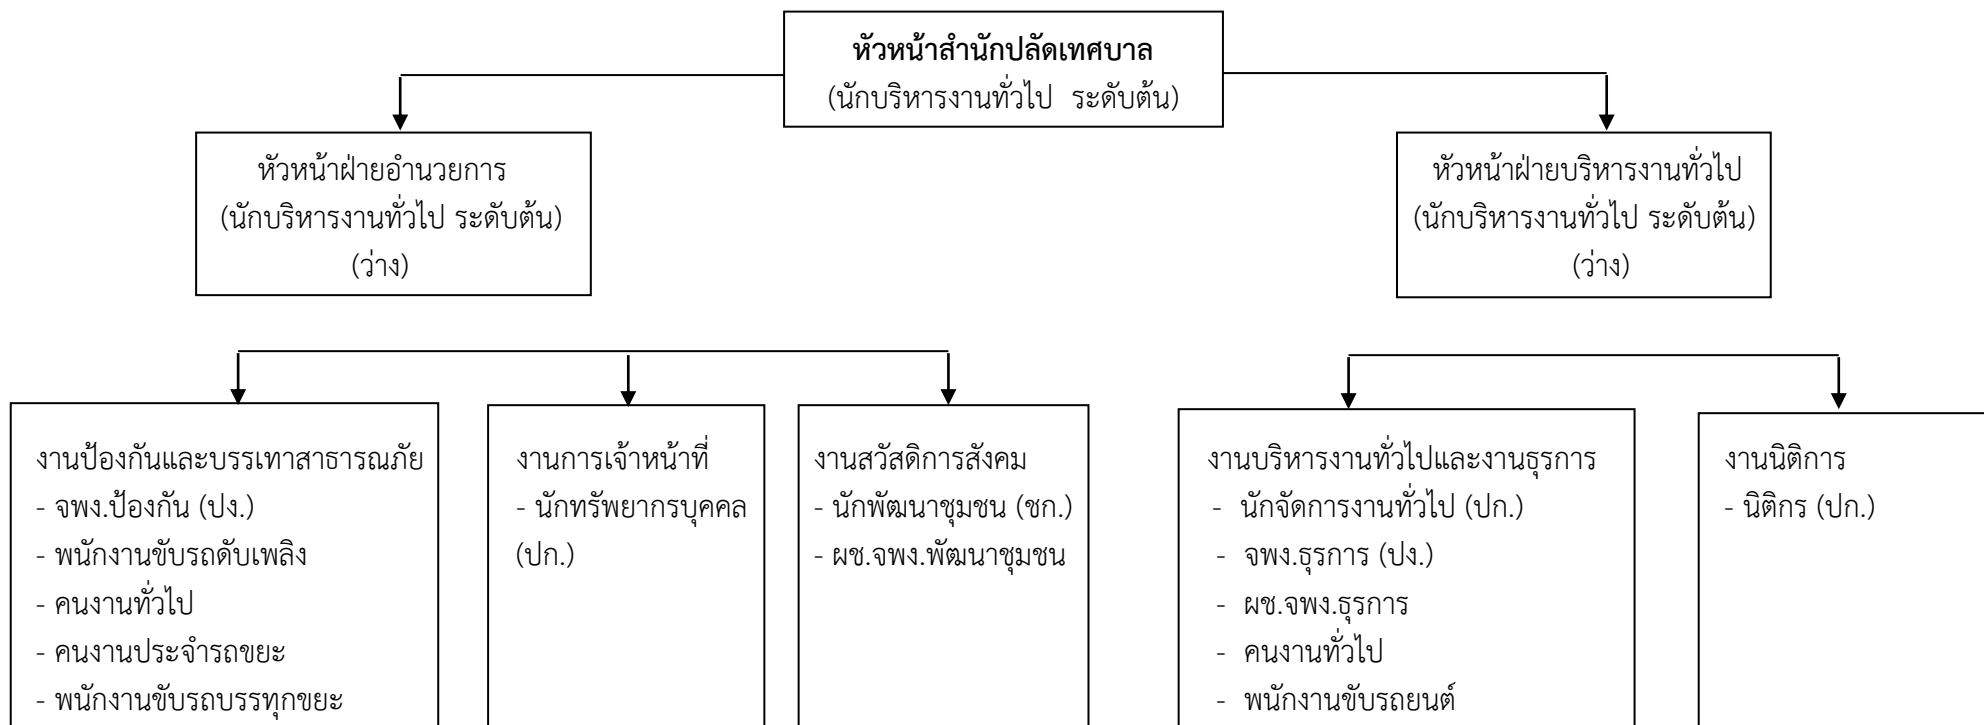 หัวหน้าสำนักปลัดเทศบาล
(นักบริหารงานทั่วไป ระดับต้น)
หัวหน้าฝ่ายอำนวยการ
(นักบริหารงานทั่วไป ระดับต้น)
(ว่าง)
หัวหน้าฝ่ายบริหารงานทั่วไป
(นักบริหารงานทั่วไป ระดับต้น)
(ว่าง)
งานป้องกันและบรรเทาสาธารณภัย
- จพง.ป้องกัน (ปง.)
- พนักงานขับรถดับเพลิง
- คนงานทั่วไป
- คนงานประจำรถขยะ
- พนักงานขับรถบรรทุกขยะ
งานการเจ้าหน้าที่
- นักทรัพยากรบุคคล
(ปก.)
งานสวัสดิการสังคม
- นักพัฒนาชุมชน (ชก.)
- ผช.จพง.พัฒนาชุมชน
งานบริหารงานทั่วไปและงานธุรการ
- นักจัดการงานทั่วไป (ปก.)
- จพง.ธุรการ (ปง.)
- ผช.จพง.ธุรการ
- คนงานทั่วไป
- พนักงานขับรถยนต์
งานนิติการ
- นิติกร (ปก.)